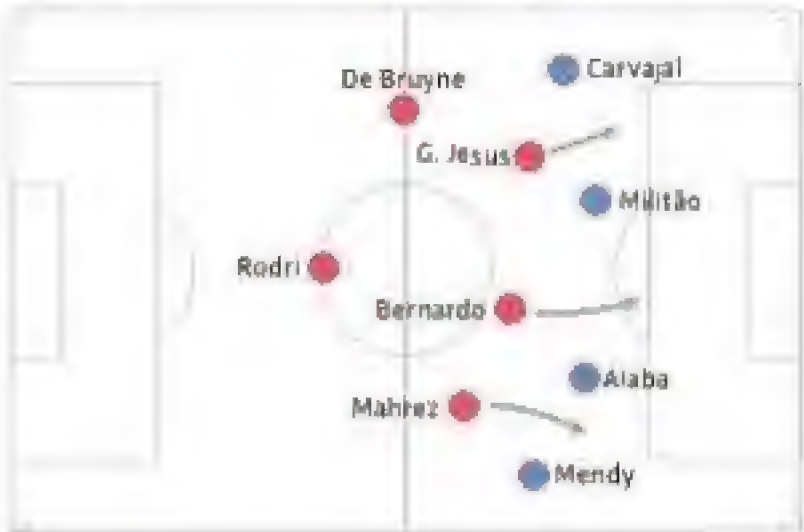 De Bruyne
Carvajal
G. Jesus
Militão
Rodri
Bernardo
Alaba
Mahrez
Mendy